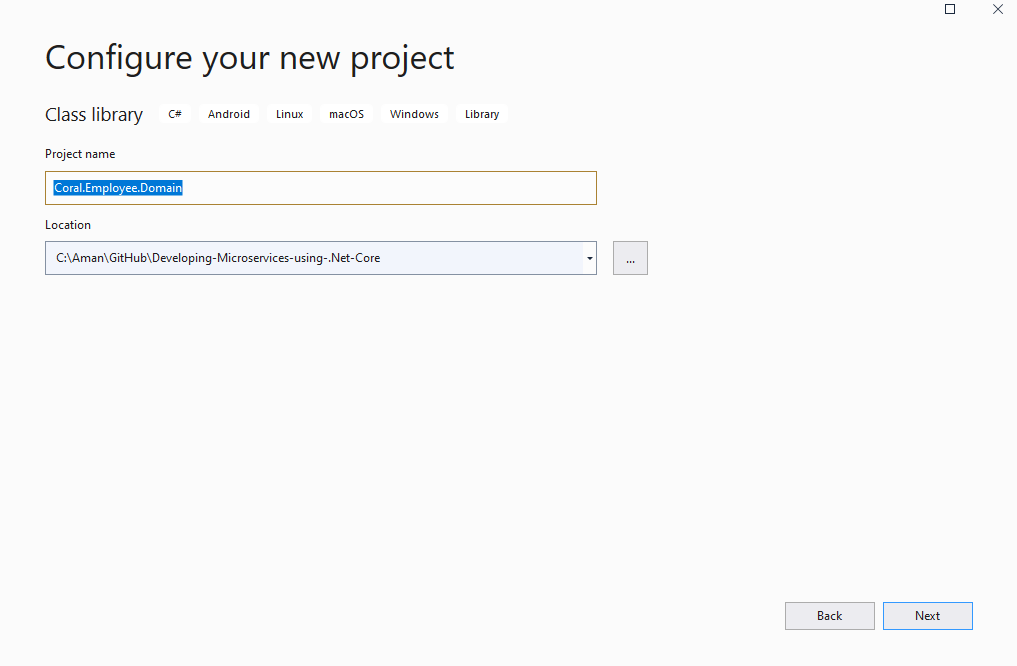 Configure your new project
Class library C# Android Linux macOS Windows Library
Project name
Coral.Employee.Domain
Location
C:\Aman\GitHub\Developing-Microservices-using-.Net-Core
...
Back Next